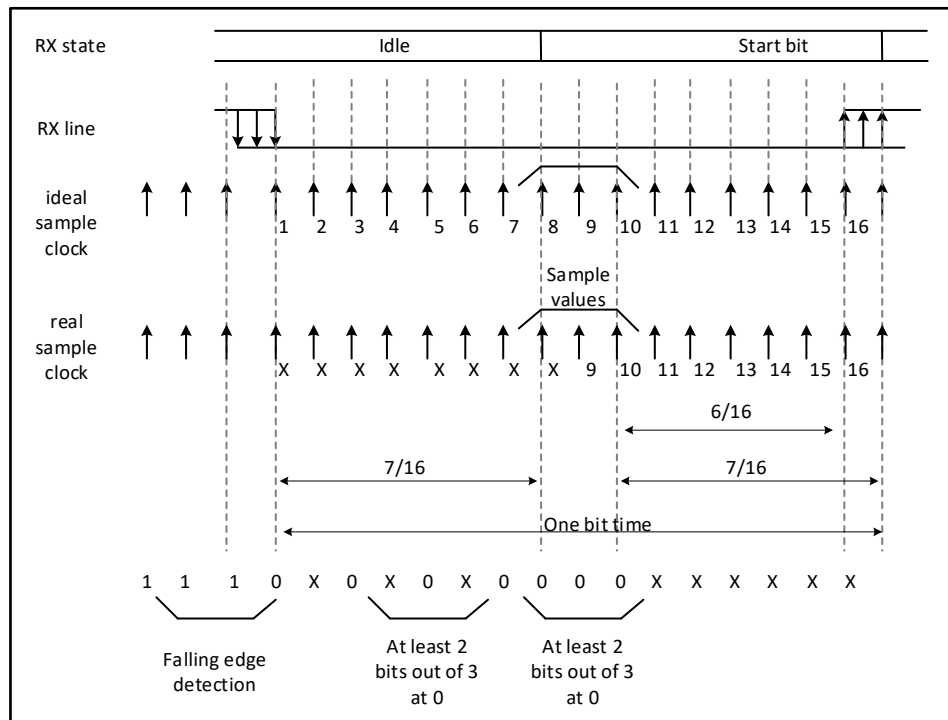 RX state
Idle
Start bit
RX line
ideal
sample
clock
1 2 3 4 5 6 7 8 9 10 11 12 13 14 15 16
Sample
values
real
sample
clock
X X X X X X X X 9 10 11 12 13 14 15 16
6/16
7/16
7/16
One bit time
1 1 1 0 X 0 X 0 X 0 0 0 0 X X X X X X
Falling edge
detection
At least 2
bits out of 3
at 0
At least 2
bits out of 3
at 0